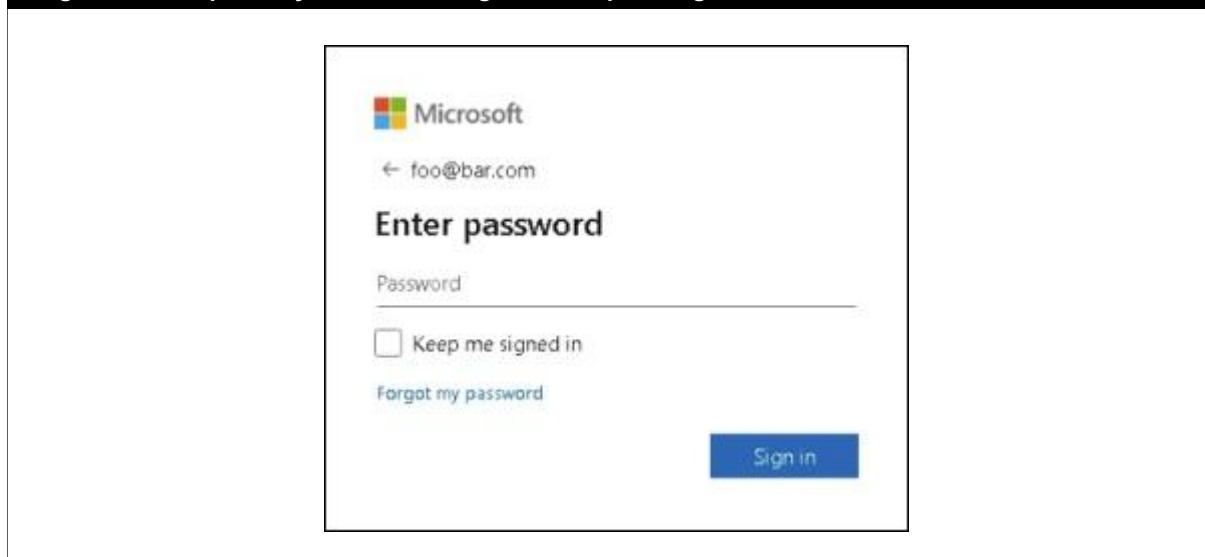 Microsoft
← foo@bar.com
Enter password
Password
Keep me signed in
Forgot my password
Sign in